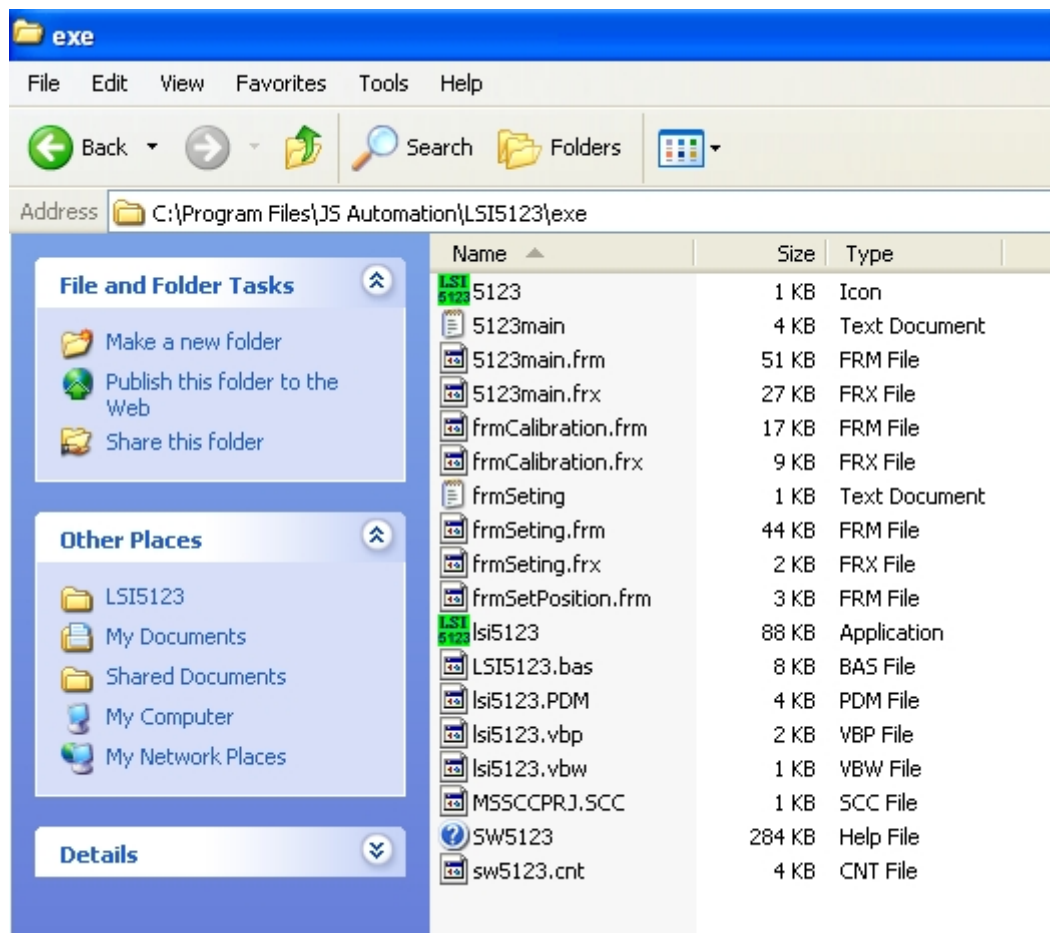 exe
File Edit View Favorites Tools Help
Back Search Folders
Address C:\Program Files\JS Automation\LSI5123\exe
File and Folder Tasks
Make a new folder
Publish this folder to the
Web
Share this folder
Other Places
LSI5123
My Documents
Shared Documents
My Computer
My Network Places
Details
Name Size Type
LSI 5123 5123 1 KB Icon
5123main 4 KB Text Document
5123main.frm 51 KB FRM File
5123main.frx 27 KB FRX File
frmCalibration.frm 17 KB FRM File
frmCalibration.frx 9 KB FRX File
frmSeting 1 KB Text Document
frmSeting.frm 44 KB FRM File
frmSeting.frx 2 KB FRX File
frmSetPosition.frm 3 KB FRM File
LSI 5123 lsi5123 88 KB Application
LSI5123.bas 8 KB BAS File
lsi5123.PDM 4 KB PDM File
lsi5123.vbp 2 KB VBP File
lsi5123.vbw 1 KB VBW File
MSSCCPRJ.SCC 1 KB SCC File
SW5123 284 KB Help File
sw5123.cnt 4 KB CNT File